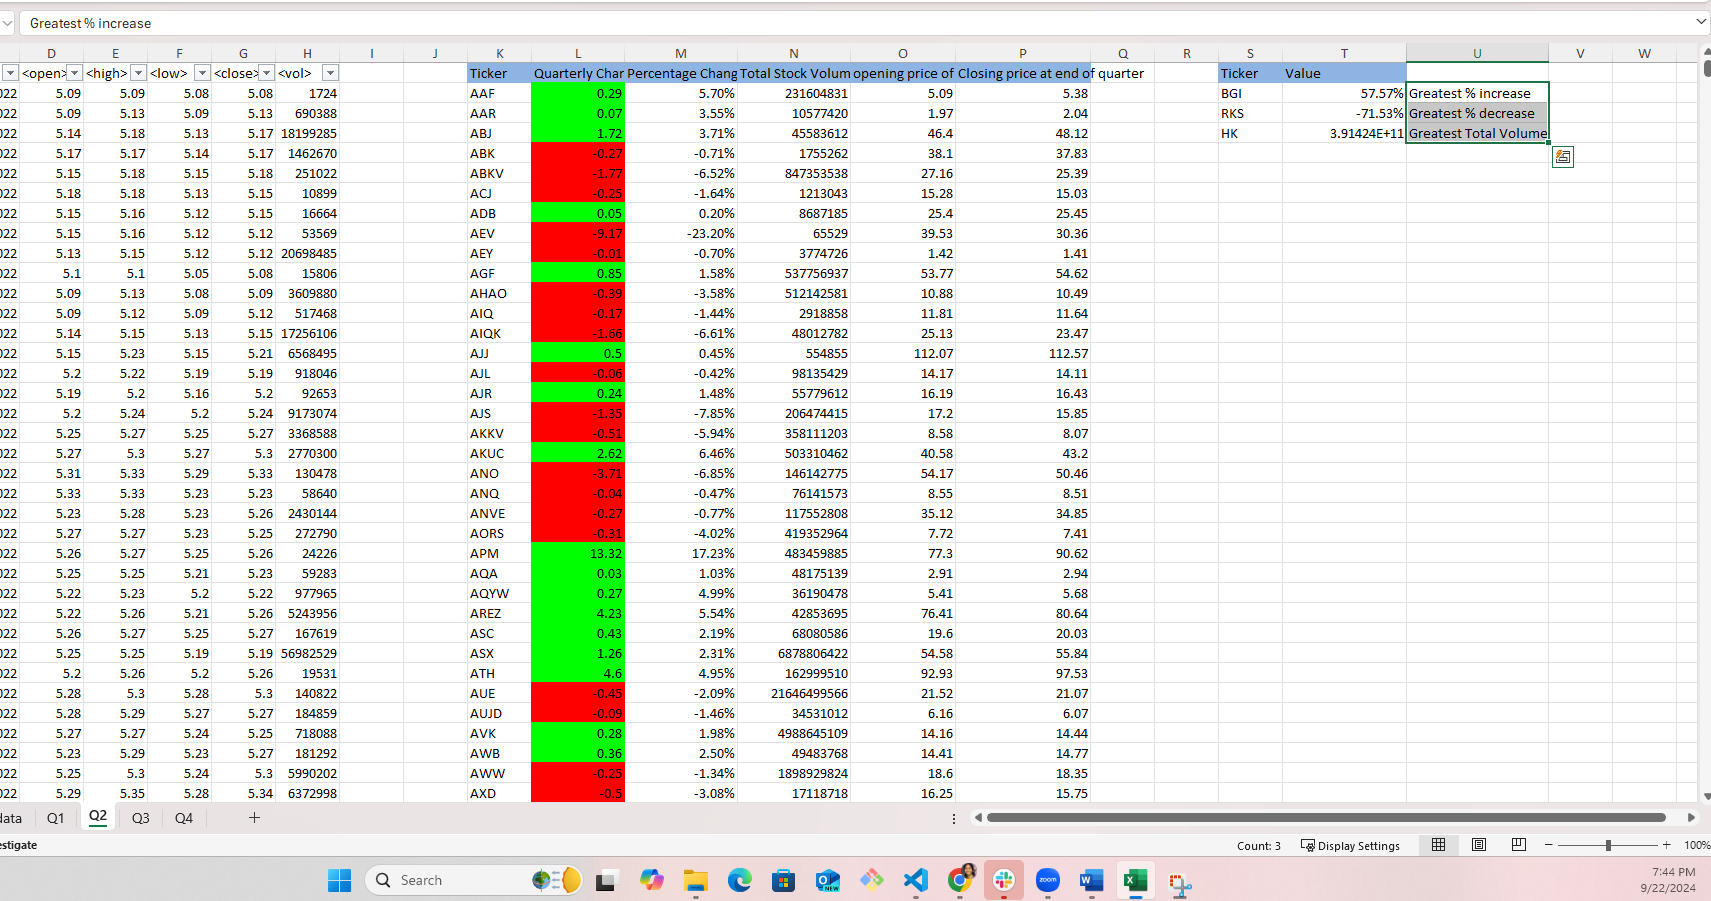 Greatest % increase
D E F G H I J K L M N O P Q R S T U V W
<open> <high> <low> <close> <vol> Ticker Quarterly Char Percentage Chang Total Stock Volum opening price of Closing price at end of quarter Ticker Value
022 5.09 5.09 5.08 5.08 1724 AAF 0.29 5.70% 231604831 5.09 5.38 BGI 57.57% Greatest % increase
022 5.09 5.13 5.09 5.13 690388 AAR 0.07 3.55% 10577420 1.97 2.04 RKS -71.53% Greatest % decrease
022 5.14 5.18 5.13 5.17 18199285 ABJ 1.72 3.71% 45583612 46.4 48.12 HK 3.91424E+11 Greatest Total Volume
022 5.17 5.17 5.14 5.17 1462670 ABK -0.27 -0.71% 1755262 38.1 37.83
022 5.15 5.18 5.15 5.18 251022 ABKV -1.77 -6.52% 847353538 27.16 25.39
022 5.18 5.18 5.13 5.15 10899 ACJ -0.25 -1.64% 1213043 15.28 15.03
022 5.15 5.16 5.12 5.15 16664 ADB 0.05 0.20% 8687185 25.4 25.45
022 5.15 5.16 5.12 5.12 53569 AEV -9.17 -23.20% 65529 39.53 30.36
022 5.13 5.15 5.12 5.12 20698485 AEY -0.01 -0.70% 3774726 1.42 1.41
022 5.1 5.1 5.05 5.08 15806 AGF 0.85 1.58% 537756937 53.77 54.62
022 5.09 5.13 5.08 5.09 3609880 AHAO -0.39 -3.58% 512142581 10.88 10.49
022 5.09 5.12 5.09 5.12 517468 AIQ -0.17 -1.44% 2918858 11.81 11.64
022 5.14 5.15 5.13 5.15 17256106 AIQK -1.66 -6.61% 48012782 25.13 23.47
022 5.15 5.23 5.15 5.21 6568495 AJJ 0.5 0.45% 554855 112.07 112.57
022 5.2 5.22 5.19 5.19 918046 AJL -0.06 -0.42% 98135429 14.17 14.11
022 5.19 5.2 5.16 5.2 92653 AJR 0.24 1.48% 55779612 16.19 16.43
022 5.2 5.24 5.2 5.24 9173074 AJS -1.35 -7.85% 206474415 17.2 15.85
022 5.25 5.27 5.25 5.27 3368588 AKKV -0.51 -5.94% 358111203 8.58 8.07
022 5.27 5.3 5.27 5.3 2770300 AKUC 2.62 6.46% 503310462 40.58 43.2
022 5.31 5.33 5.29 5.33 130478 ANO -3.71 -6.85% 146142775 54.17 50.46
022 5.33 5.33 5.23 5.23 58640 ANQ -0.04 -0.47% 76141573 8.55 8.51
022 5.23 5.28 5.23 5.26 2430144 ANVE -0.27 -0.77% 117552808 35.12 34.85
022 5.27 5.27 5.23 5.25 272790 AORS -0.31 -4.02% 419352964 7.72 7.41
022 5.26 5.27 5.25 5.26 24226 APM 13.32 17.23% 483459885 77.3 90.62
022 5.25 5.25 5.21 5.23 59283 AQA 0.03 1.03% 48175139 2.91 2.94
022 5.22 5.23 5.2 5.22 977965 AQYW 0.27 4.99% 36190478 5.41 5.68
022 5.22 5.26 5.21 5.26 5243956 AREZ 4.23 5.54% 42853695 76.41 80.64
022 5.26 5.27 5.25 5.27 167619 ASC 0.43 2.19% 68080586 19.6 20.03
022 5.25 5.25 5.19 5.19 56982529 ASX 1.26 2.31% 6878806422 54.58 55.84
022 5.2 5.26 5.2 5.26 19531 ATH 4.6 4.95% 162999510 92.93 97.53
022 5.28 5.3 5.28 5.3 140822 AUE -0.45 -2.09% 21646499566 21.52 21.07
022 5.28 5.29 5.27 5.27 184859 AUJD -0.09 -1.46% 34531012 6.16 6.07
022 5.27 5.27 5.24 5.25 718088 AVK 0.28 1.98% 4988645109 14.16 14.44
022 5.23 5.29 5.23 5.27 181292 AWB 0.36 2.50% 49483768 14.41 14.77
022 5.25 5.3 5.24 5.3 5990202 AWW -0.25 -1.34% 1898929824 18.6 18.35
022 5.29 5.35 5.28 5.34 6372998 AXD -0.5 -3.08% 17118718 16.25 15.75
data Q1 Q2 Q3 Q4 +
estigate Count: 3 Display Settings 100%
Search NEW zoom W X
7:44 PM
9/22/2024